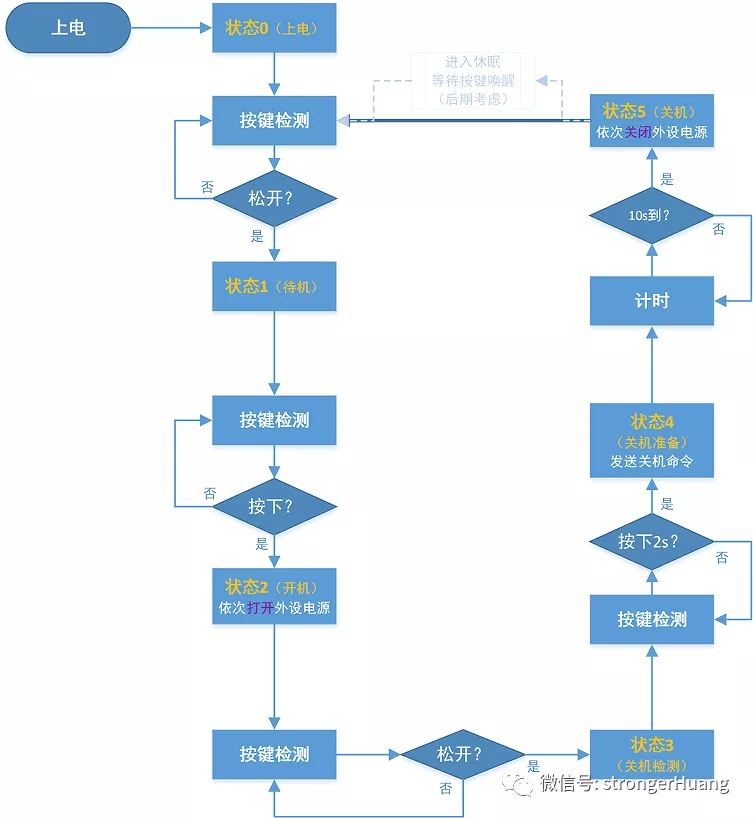 上电
状态0（上电）
按键检测
松开？
否
是
状态1（待机）
按键检测
按下？
否
是
状态2（开机）
依次打开外设电源
按键检测
松开？
否
是
状态3
（关机检测）
按键检测
按下2s？
否
是
状态4
（关机准备）
发送关机命令
计时
10s到？
否
是
状态5（关机）
依次关闭外设电源
进入休眠
等待按键唤醒
（后期考虑）
微信号: strongerHuang